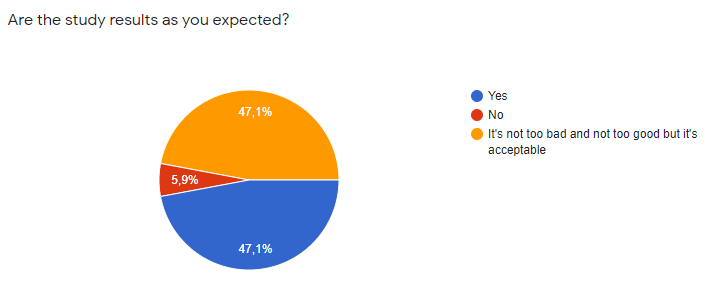 Are the study results as you expected?
47,1%
5,9%
47,1%
Yes
No
It's not too bad and not too good but it's
acceptable